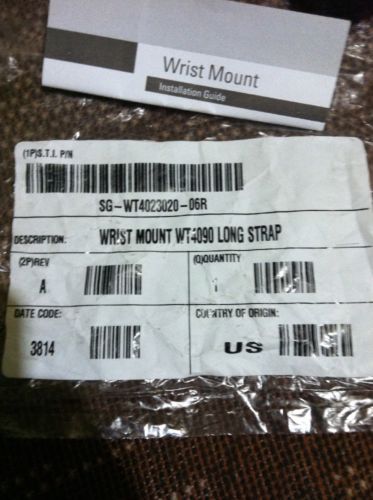 Wrist Mount
Installation Guide
(1P)S.T.I. P/N
SG-WT4023020-06R
DESCRIPTION: WRIST MOUNT WT4090 LONG STRAP
(2P)REV (Q)QUANTITY
A 1
DATE CODE: COUNTRY OF ORIGIN:
3814 US